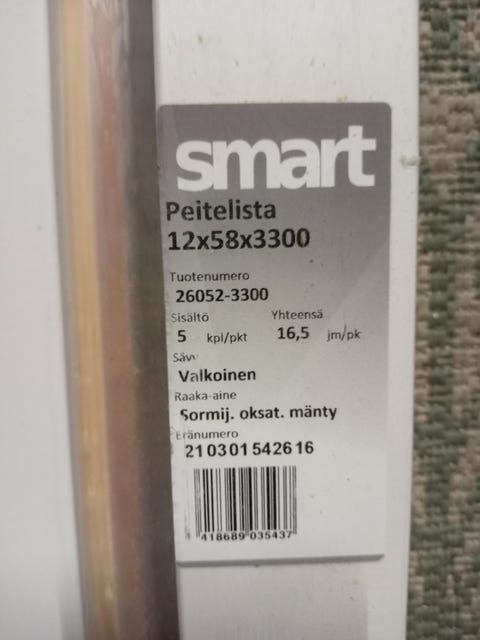 smart
Peitelista
12x58x3300
Tuotenumero
26052-3300
Sisältö Yhteensä
5 kpl/pkt 16,5 jm/pk
Sävy
Valkoinen
Raaka-aine
Sormij. oksat. mänty
Eränumero
210301542616
418689 035437